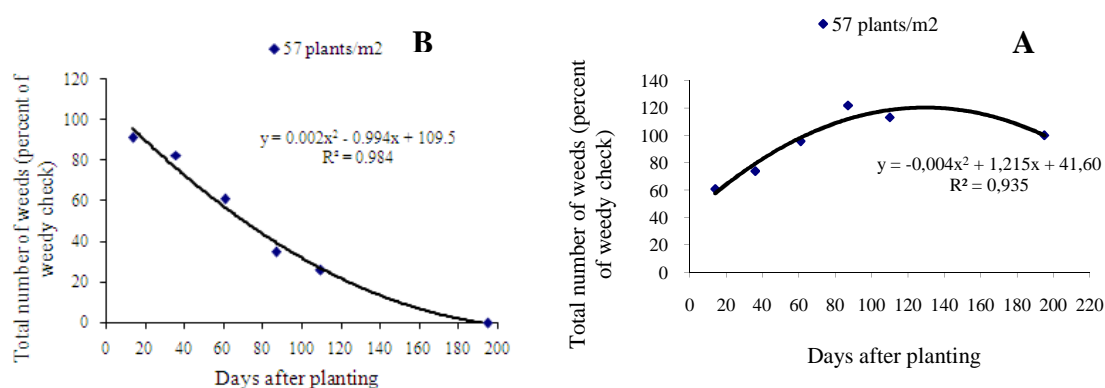 57 plants/m2
B
Total number of weeds (percent of
weedy check)
120
100
80
60
40
20
0
y = 0.002x² - 0.994x + 109.5
R² = 0.984
0 20 40 60 80 100 120 140 160 180 200
Days after planting
57 plants/m2
A
Total number of weeds (percent
of weedy check)
140
120
100
80
60
40
20
0
y = -0,004x² + 1,215x + 41,60
R² = 0,935
0 20 40 60 80 100 120 130 140 160 180 200 220
Days after planting